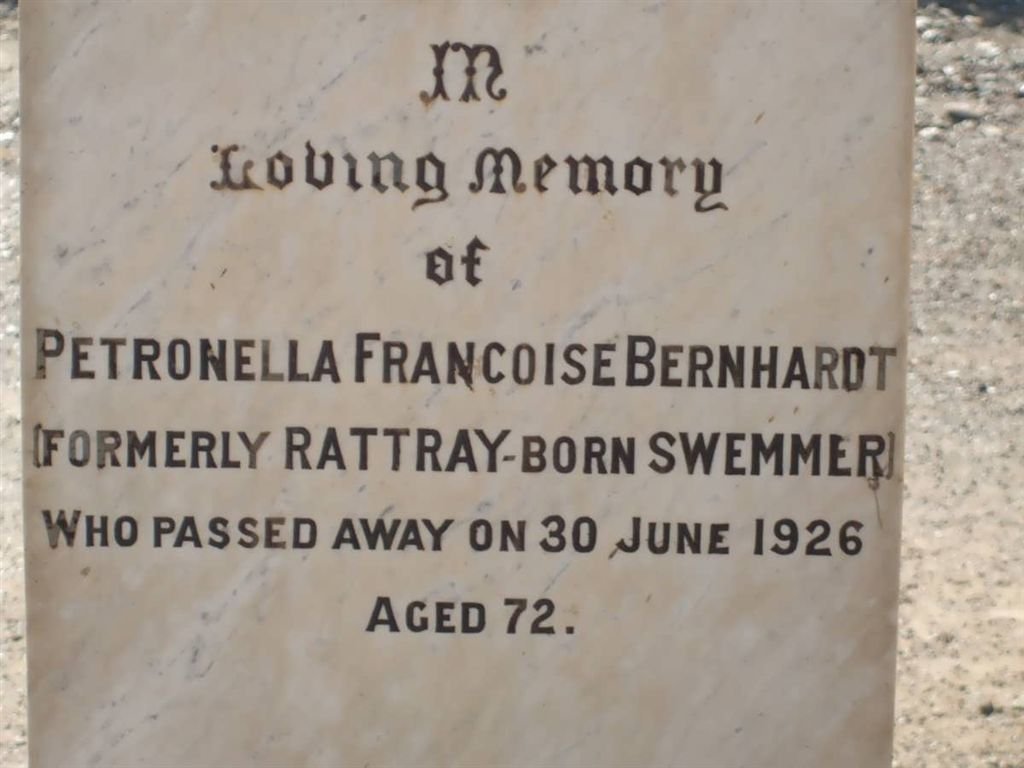 In
Loving Memory
of
PETRONELLA FRANCOISE BERNHARDT
(FORMERLY RATTRAY-BORN SWEMMER)
WHO PASSED AWAY ON 30 JUNE 1926
AGED 72.